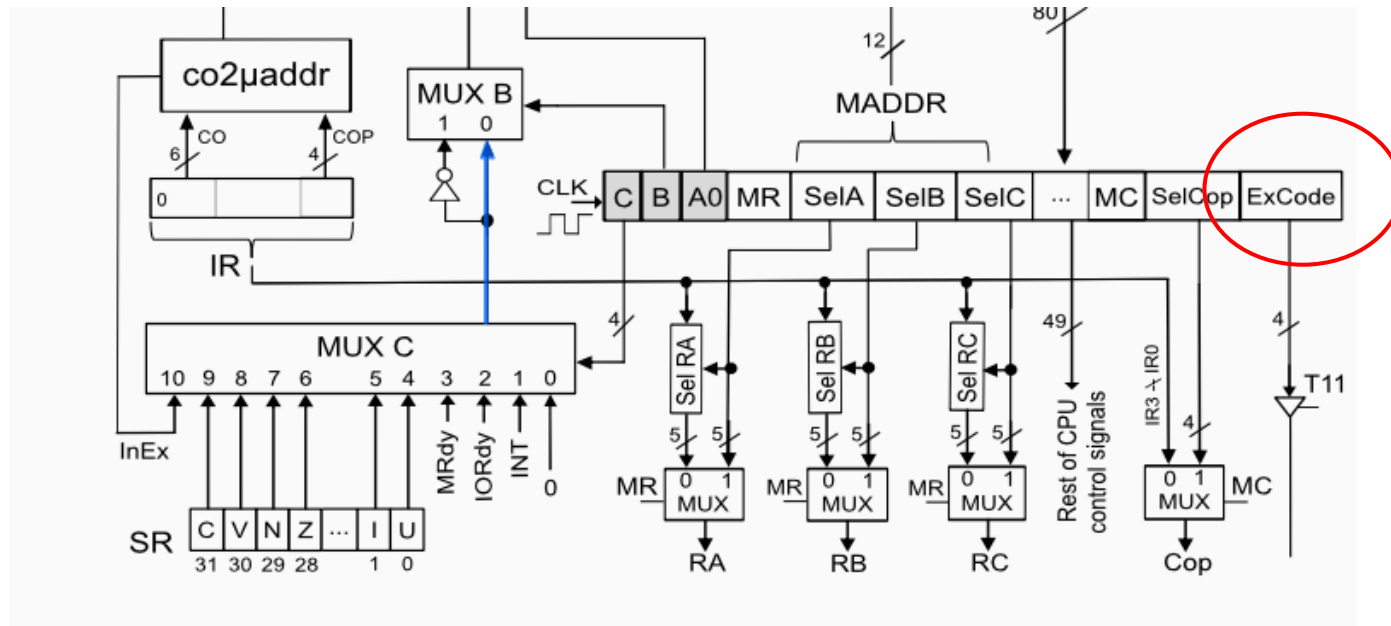 80
12
co2µaddr
MUX B
1 0
MADDR
CO
COP
6
4
CLK
C B A0 MR SelA SelB SelC ... MC SelCop ExCode
0
IR
4
49
4
MUX C
10 9 8 7 6 5 4 3 2 1 0
Sel RA
Sel RB
Sel RC
Rest of CPU
control signals
IR3 - IR0
T11
InEx
MRdy
IORdy
INT
0
5 5
5 5
5 5
4
MR 0 1 MUX
MR 0 1 MUX
MR 0 1 MUX
0 1 MUX MC
SR C V N Z ... I U
31 30 29 28 1 0
RA
RB
RC
Cop